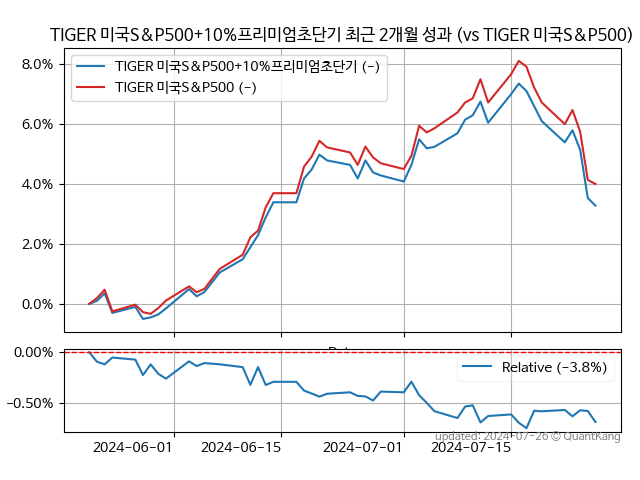 TIGER 미국S&P500+10%프리미엄초단기 최근 2개월 성과 (vs TIGER 미국S&P500)
8.0%
6.0%
4.0%
2.0%
0.0%
TIGER 미국S&P500+10%프리미엄초단기 (-)
TIGER 미국S&P500 (-)
0.00%
-0.50%
Relative (-3.8%)
2024-06-01 2024-06-15 2024-07-01 2024-07-15
updated: 2024-07-26 © QuantKang